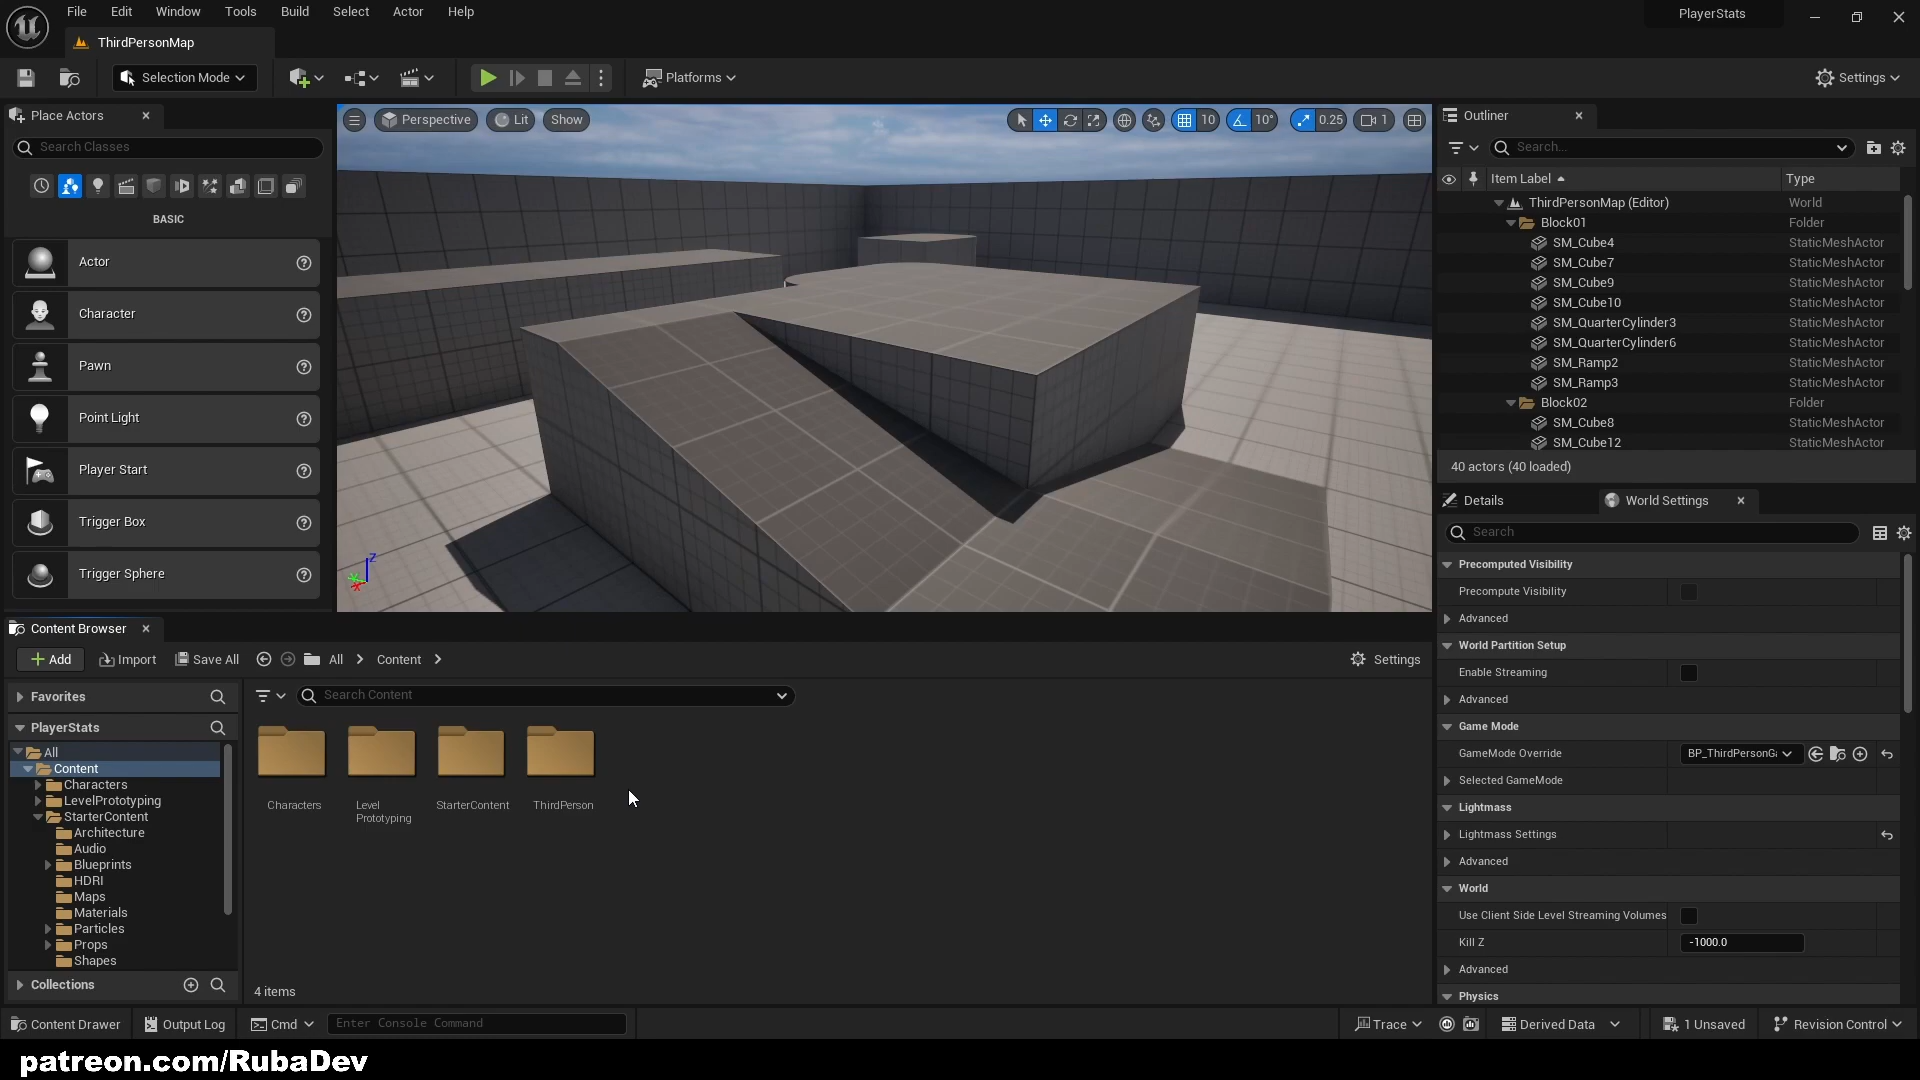 File Edit Window Tools Build Select Actor Help
PlayerStats
ThirdPersonMap
Selection Mode
Platforms
Settings
Place Actors
Search Classes
BASIC
Actor
Character
Pawn
Point Light
Player Start
Trigger Box
Trigger Sphere
Perspective Lit Show
10 10° 0.25 1
Z
Outliner
Search...
Item Label Type
ThirdPersonMap (Editor) World
Block01 Folder
SM_Cube4 StaticMeshActor
SM_Cube7 StaticMeshActor
SM_Cube9 StaticMeshActor
SM_Cube10 StaticMeshActor
SM_QuarterCylinder3 StaticMeshActor
SM_QuarterCylinder6 StaticMeshActor
SM_Ramp2 StaticMeshActor
SM_Ramp3 StaticMeshActor
Block02 Folder
SM_Cube8 StaticMeshActor
SM_Cube12 StaticMeshActor
40 actors (40 loaded)
Details World Settings
Search
Precomputed Visibility
Precompute Visibility
Advanced
World Partition Setup
Enable Streaming
Advanced
Game Mode
GameMode Override BP_ThirdPersonGa
Selected GameMode
Lightmass
Lightmass Settings
Advanced
World
Use Client Side Level Streaming Volumes
Kill Z -1000.0
Advanced
Physics
Content Browser
Add Import Save All All Content Settings
Favorites
Search Content
PlayerStats
All
Content
Characters
LevelPrototyping
StarterContent
Architecture
Audio
Blueprints
HDRI
Maps
Materials
Particles
Props
Shapes
Collections
Characters
Level
Prototyping
StarterContent
ThirdPerson
4 items
Content Drawer Output Log Cmd Enter Console Command Trace Derived Data 1 Unsaved Revision Control
patreon.com/RubaDev